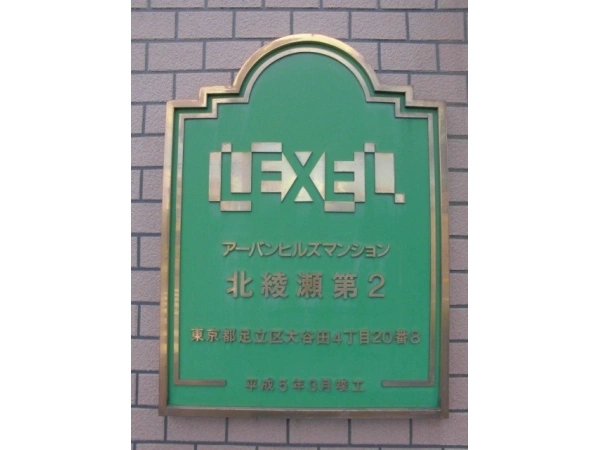 LEXEL
アーバンヒルズマンション
北綾瀬第2
東京都足立区大谷田4丁目20番8
平成5年3月竣工